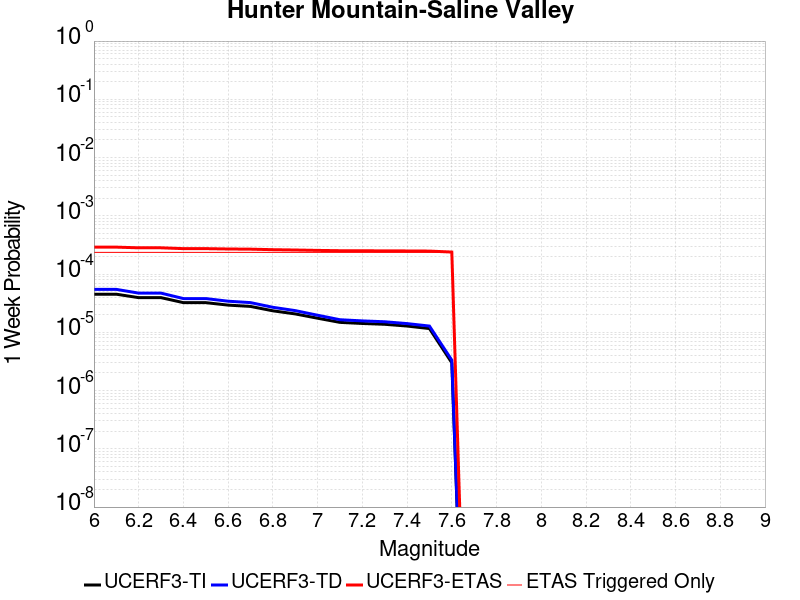 Hunter Mountain-Saline Valley
10^0
10^-1
10^-2
10^-3
10^-4
10^-5
10^-6
10^-7
10^-8
1 Week Probability
6 6.2 6.4 6.6 6.8 7 7.2 7.4 7.6 7.8 8 8.2 8.4 8.6 8.8 9
Magnitude
UCERF3-TI UCERF3-TD UCERF3-ETAS ETAS Triggered Only